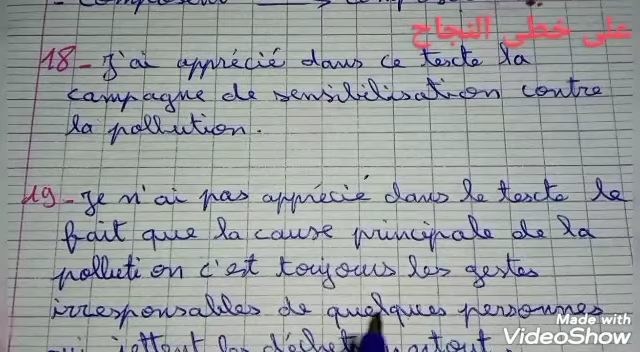 على خطى النجاح
18- J'ai apprécié dans ce texte la
campagne de sensibilisation contre
la pollution.
19- Je n'ai pas apprécié dans le texte le
fait que la cause principale de la
pollution c'est toujours les gestes
irresponsables de quelques personnes
jettent les
Made with
VideoShow